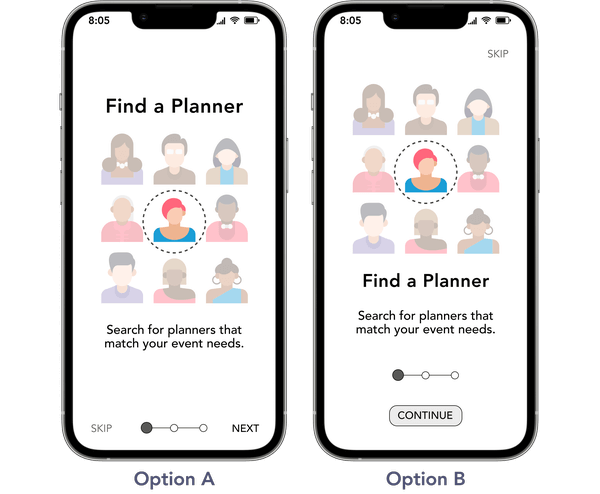 8:05
Find a Planner
Search for planners that
match your event needs.
SKIP
NEXT
Option A
8:05
SKIP
Find a Planner
Search for planners that
match your event needs.
CONTINUE
Option B